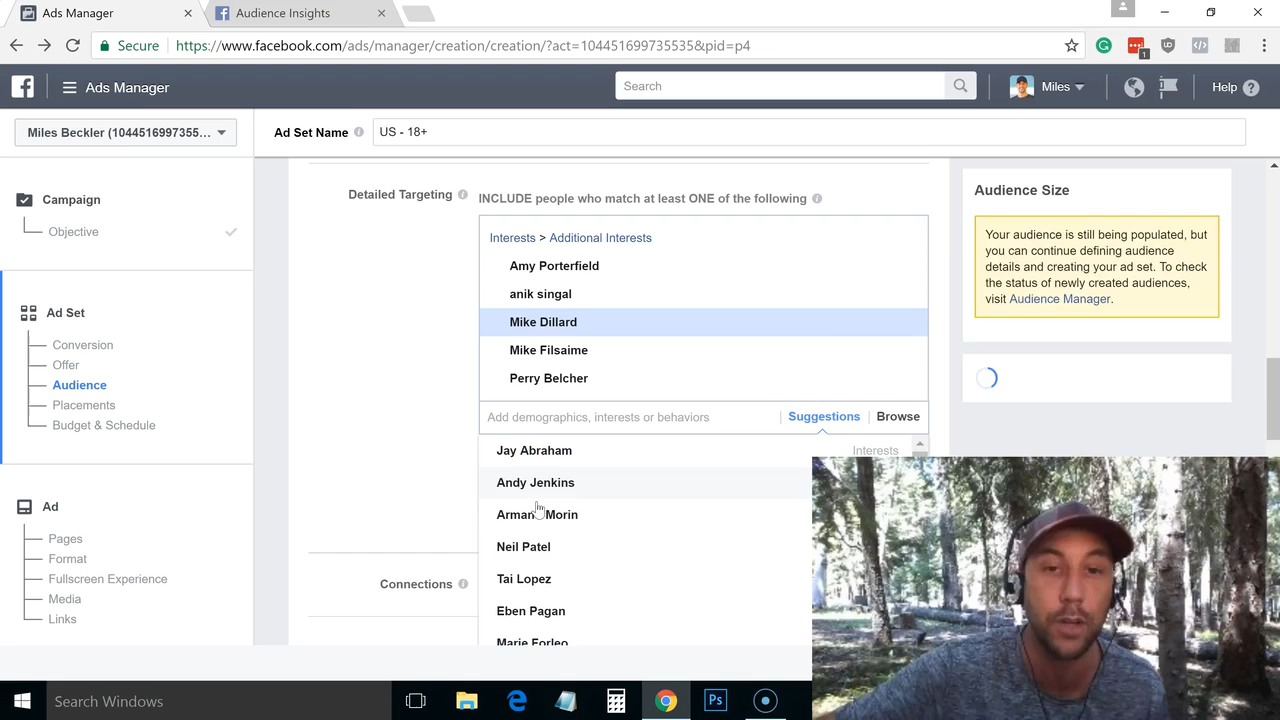 Ads Manager
Audience Insights
Secure
https://www.facebook.com/ads/manager/creation/creation/?act=104451699735535&pid=p4
1
Ads Manager
Search
Miles
Help
Miles Beckler (1044516997355...
Ad Set Name
US - 18+
Campaign
Objective
Ad Set
Conversion
Offer
Audience
Placements
Budget & Schedule
Ad
Pages
Format
Fullscreen Experience
Media
Links
Detailed Targeting
INCLUDE people who match at least ONE of the following
Interests > Additional Interests
Amy Porterfield
anik singal
Mike Dillard
Mike Filsaime
Perry Belcher
Add demographics, interests or behaviors
Suggestions
Browse
Jay Abraham
Interests
Andy Jenkins
Armand Morin
Neil Patel
Tai Lopez
Eben Pagan
Marie Forleo
Connections
Audience Size
Your audience is still being populated, but
you can continue defining audience
details and creating your ad set. To check
the status of newly created audiences,
visit Audience Manager.
Search Windows
Ps